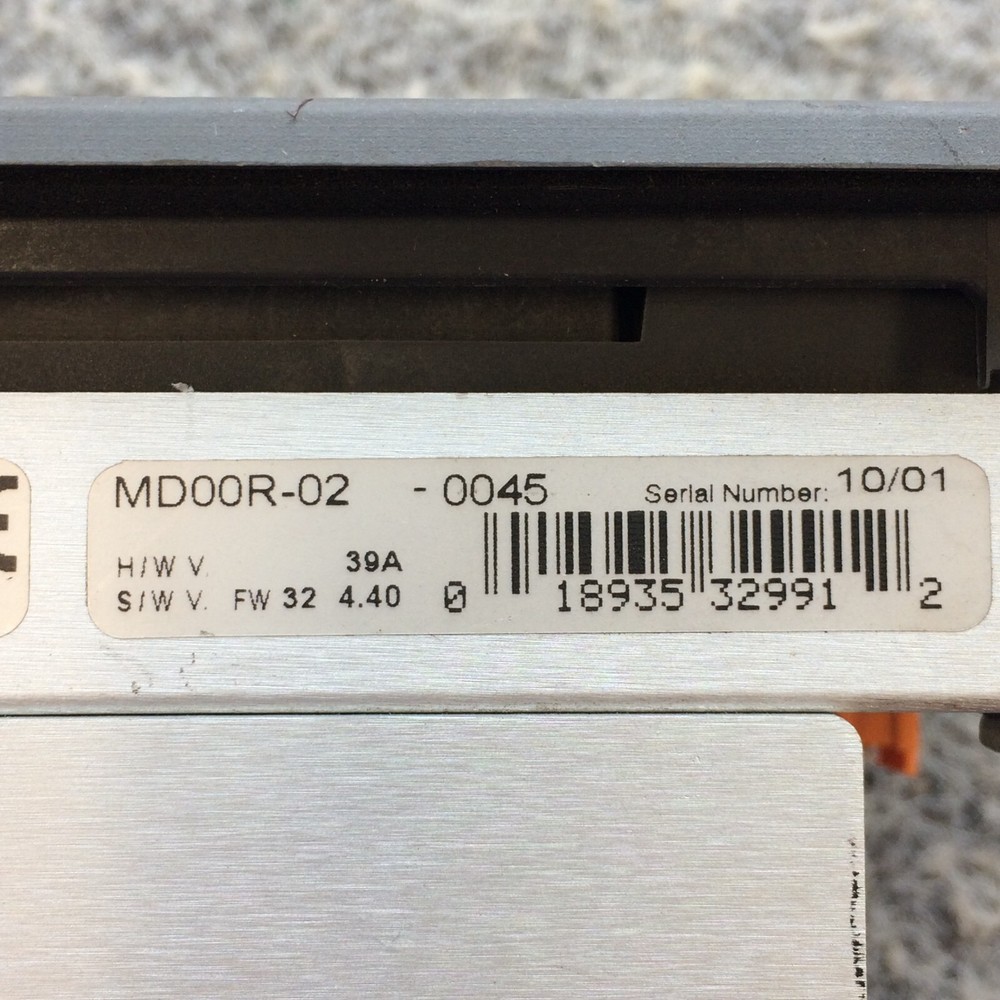 MD00R-02 - 0045 Serial Number: 10/01
H/W V. 39A
S/W V. FW 32 4.40
0 18935 32991 2